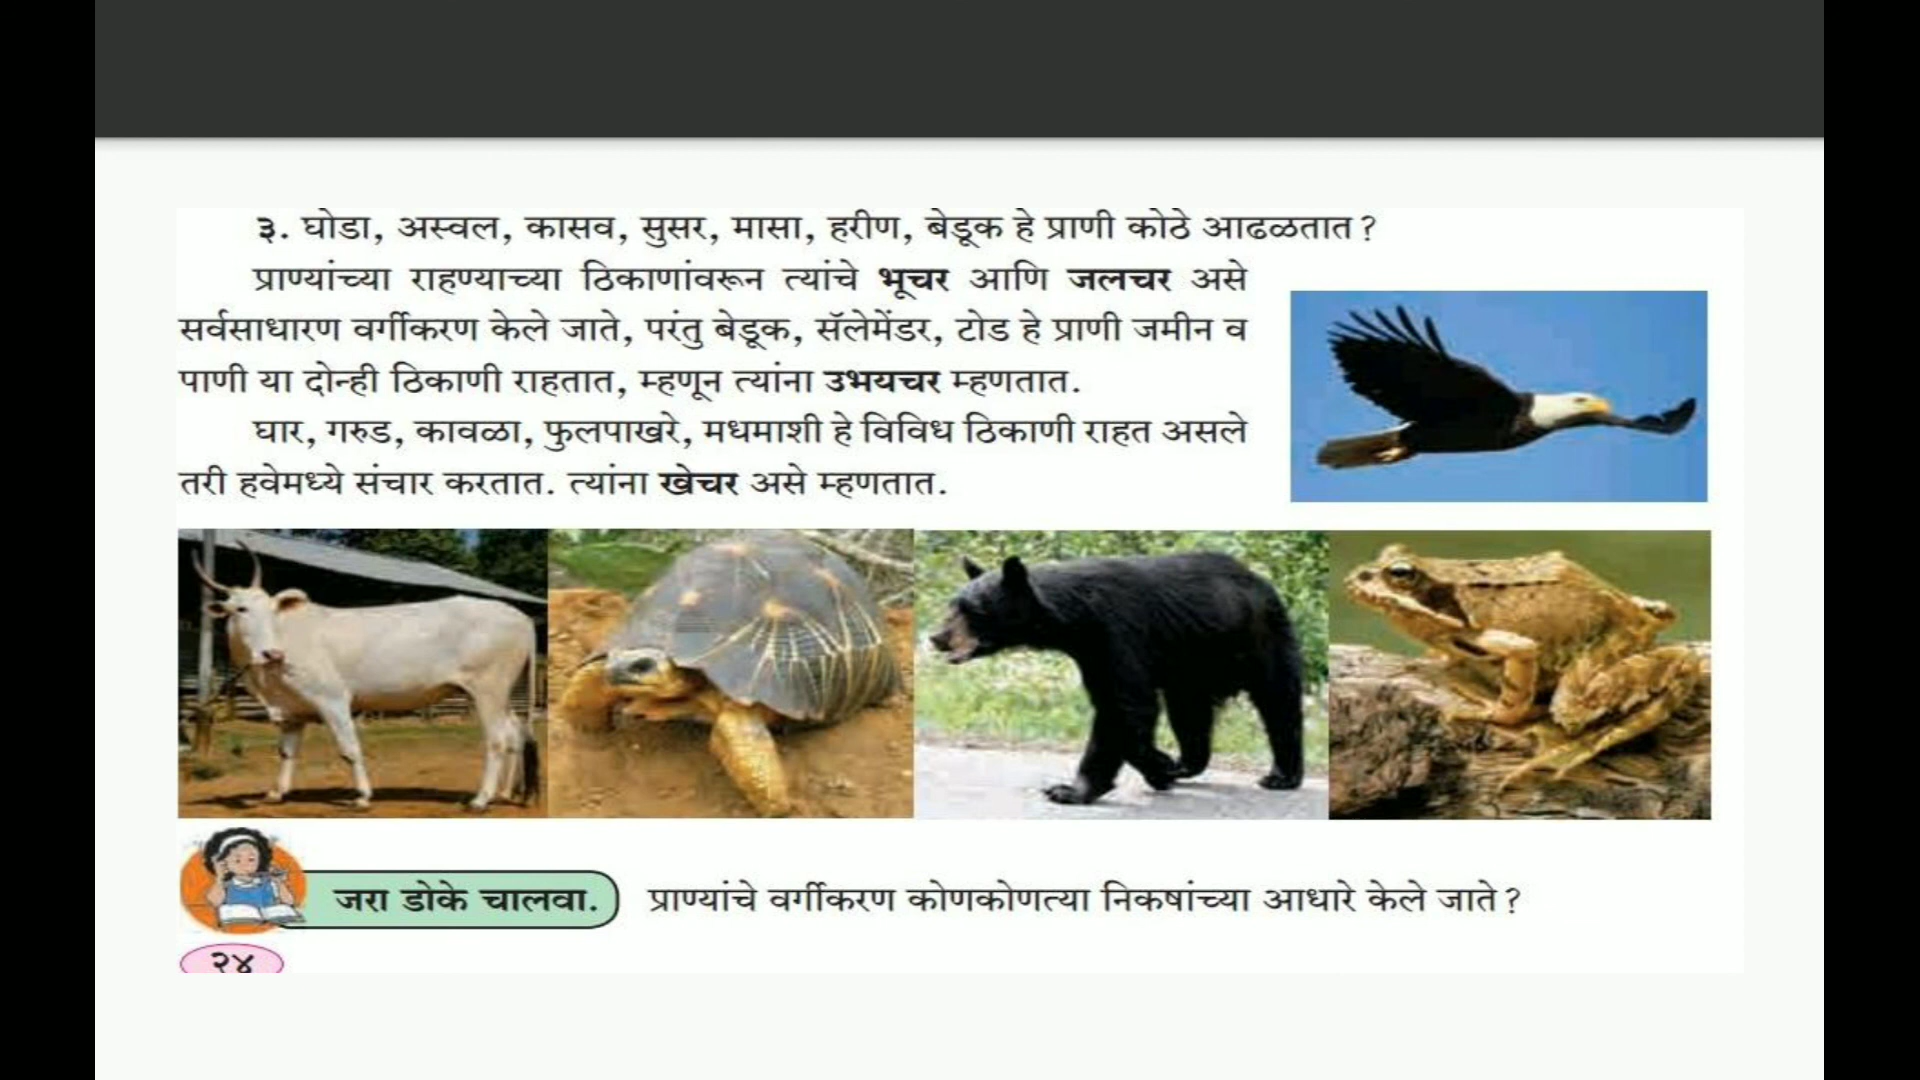 ३. घोडा, अस्वल, कासव, सुसर, मासा, हरीण, बेडूक हे प्राणी कोठे आढळतात ?
प्राण्यांच्या राहण्याच्या ठिकाणांवरून त्यांचे भूचर आणि जलचर असे
सर्वसाधारण वर्गीकरण केले जाते, परंतु बेडूक, सॅलेमेंडर, टोड हे प्राणी जमीन व
पाणी या दोन्ही ठिकाणी राहतात, म्हणून त्यांना उभयचर म्हणतात.
घार, गरुड, कावळा, फुलपाखरे, मधमाशी हे विविध ठिकाणी राहत असले
तरी हवेमध्ये संचार करतात. त्यांना खेचर असे म्हणतात.
जरा डोके चालवा. प्राण्यांचे वर्गीकरण कोणकोणत्या निकषांच्या आधारे केले जाते ?
२४